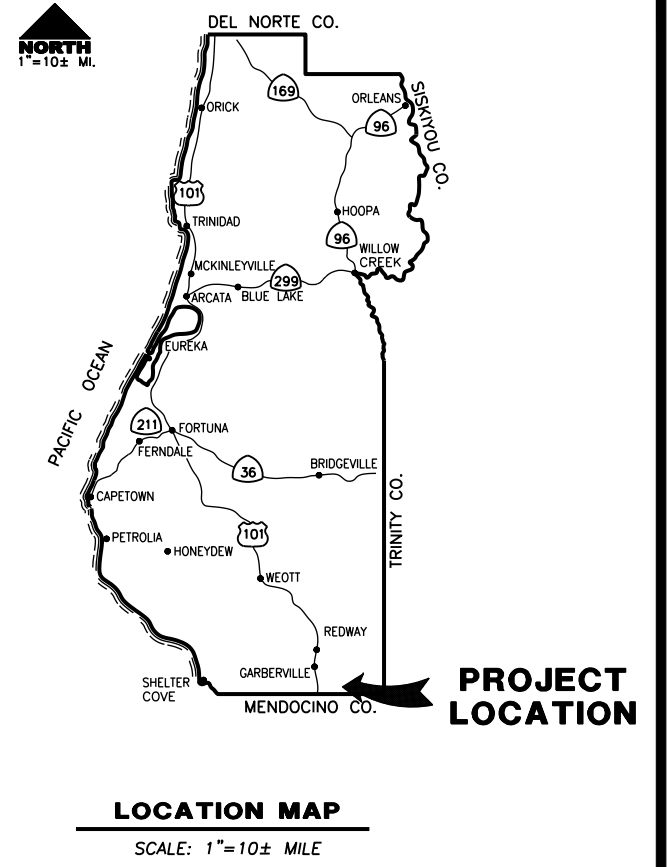 DEL NORTE CO.
NORTH
1"=10± MI.
169
ORLEANS
SISKIYOU CO.
96
ORICK
101
HOOPA
TRINIDAD
96
WILLOW
CREEK
MCKINLEYVILLE
299
ARCATA
BLUE LAKE
EUREKA
PACIFIC OCEAN
211
FORTUNA
FERNDALE
36
BRIDGEVILLE
CAPETOWN
TRINITY CO.
101
PETROLIA
HONEYDEW
WEOTT
REDWAY
GARBERVILLE
SHELTER
COVE
MENDOCINO CO.
PROJECT
LOCATION
LOCATION MAP
SCALE: 1"=10± MILE